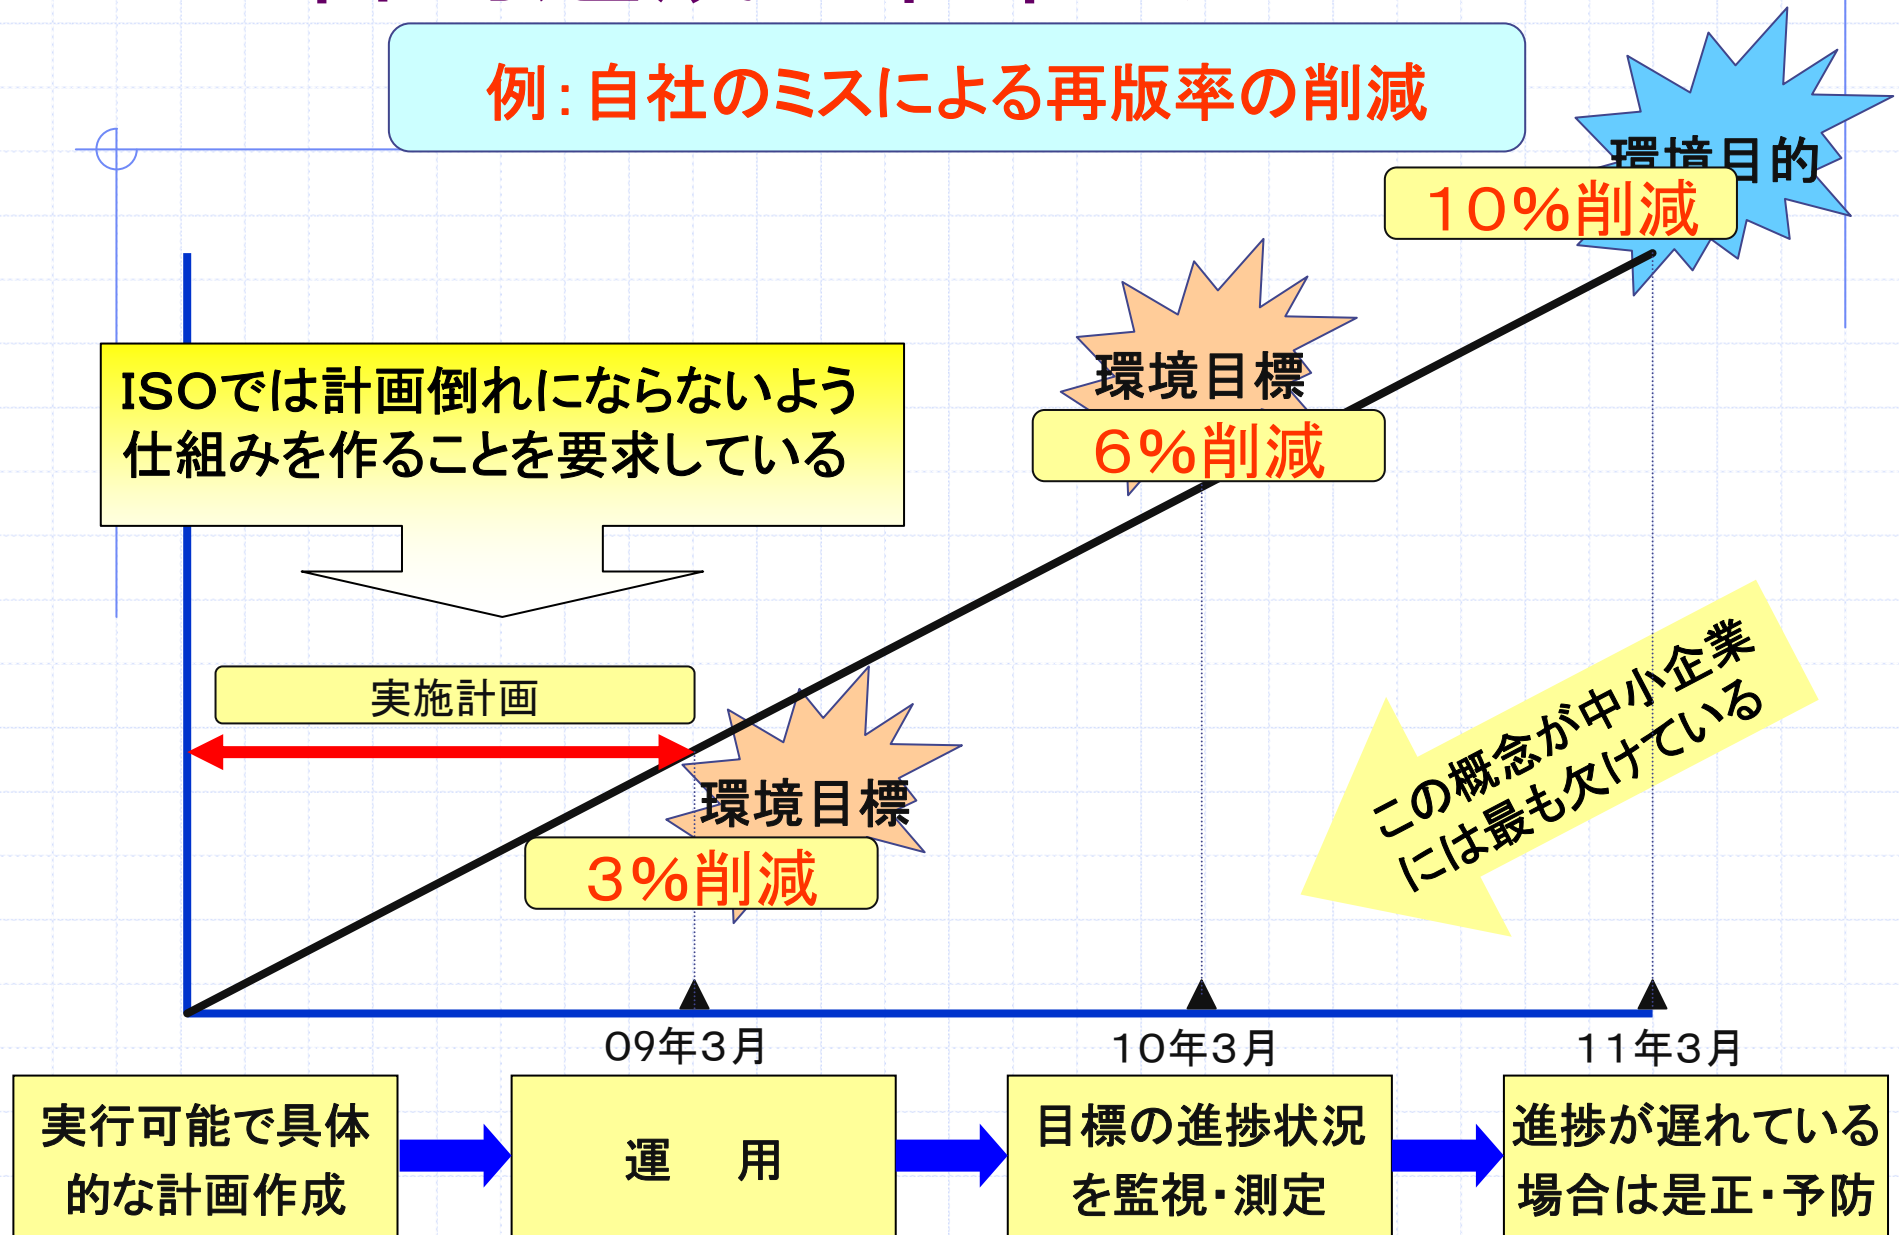 例：自社のミスによる再版率の削減
環境目的
１０％削減
環境目標
６％削減
ISOでは計画倒れにならないよう
仕組みを作ることを要求している
実施計画
環境目標
３％削減
この概念が中小企業
には最も欠けている
０９年３月
１０年３月
１１年３月
実行可能で具体
的な計画作成
運　用
目標の進捗状況
を監視・測定
進捗が遅れている
場合は是正・予防